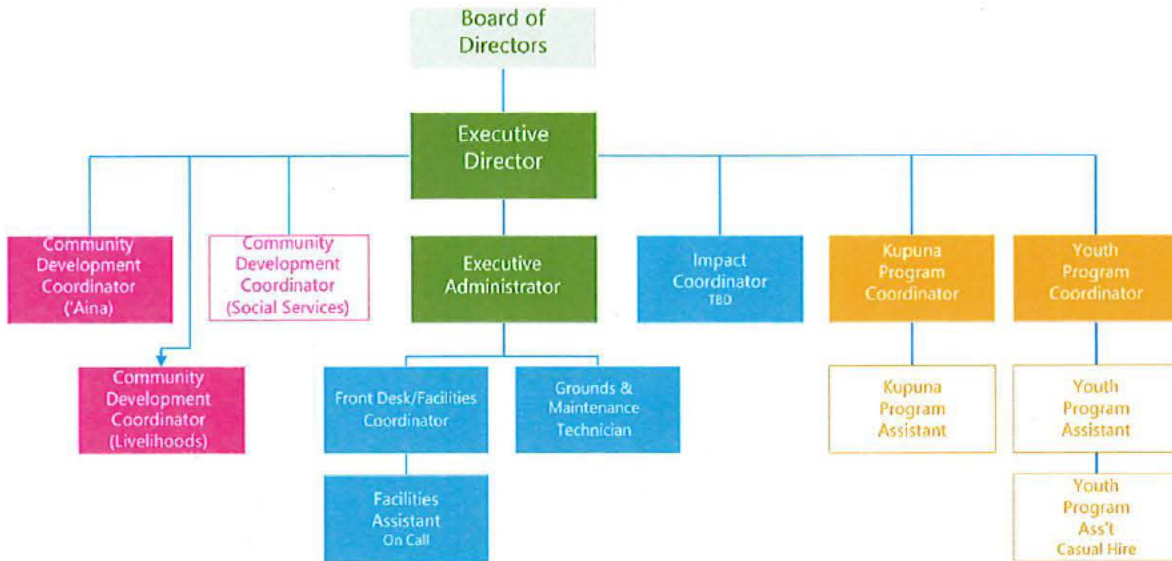 Board of
Directors
Executive
Director
Community
Development
Coordinator
('Aina)
Community
Development
Coordinator
(Social Services)
Executive
Administrator
Impact
Coordinator
TBD
Kupuna
Program
Coordinator
Youth
Program
Coordinator
Community
Development
Coordinator
(Livelihoods)
Front Desk/Facilities
Coordinator
Grounds &
Maintenance
Technician
Kupuna
Program
Assistant
Youth
Program
Assistant
Facilities
Assistant
On Call
Youth
Program
Ass't
Casual Hire